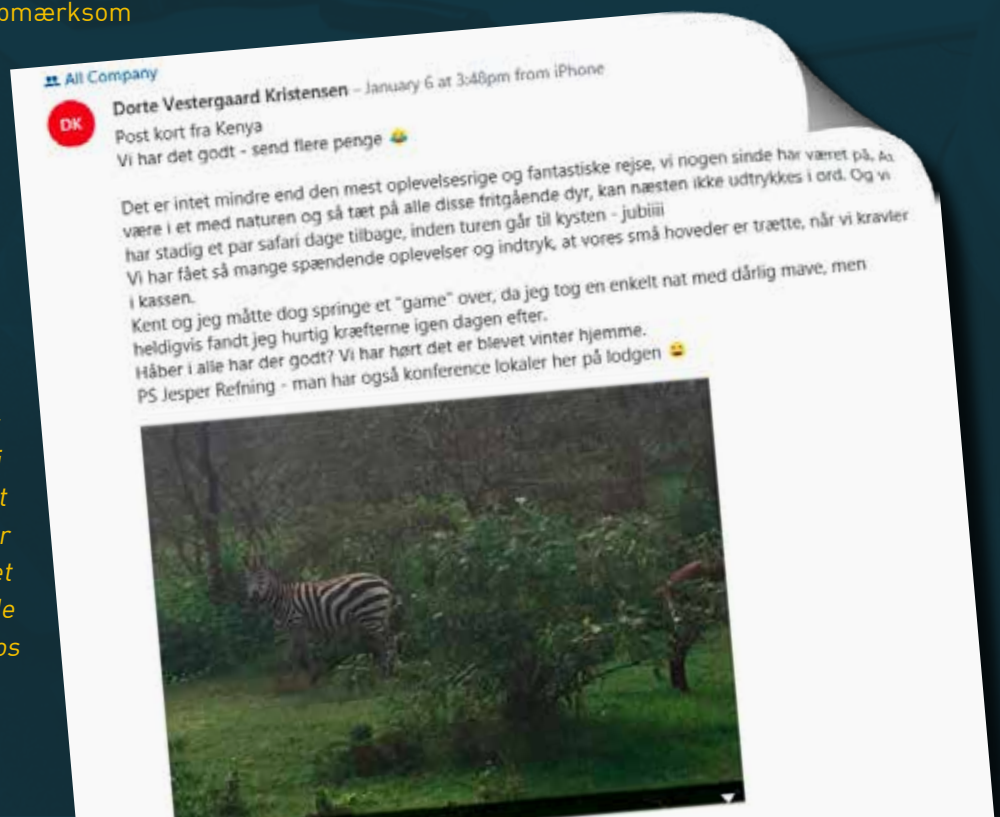 omærksom
All Company
DK
Dorte Vestergaard Kristensen - January 6 at 3:48pm from iPhone
Post kort fra Kenya
Vi har det godt - send flere penge 😂
Det er intet mindre end den mest oplevelsesrige og fantastiske rejse, vi nogen sinde har været på. At
være i et med naturen og så tæt på alle disse fritgående dyr, kan næsten ikke udtrykkes i ord. Og vi
har stadig et par safari dage tilbage, inden turen går til kysten - jubiiii
Vi har fået så mange spændende oplevelser og indtryk, at vores små hoveder er trætte, når vi kravler
i kassen.
Kent og jeg måtte dog springe et "game" over, da jeg tog en enkelt nat med dårlig mave, men
heldigvis fandt jeg hurtig kræfterne igen dagen efter.
Håber i alle har der godt? Vi har hørt det er blevet vinter hjemme.
PS Jesper Refning - man har også konference lokaler her på lodgen 😄
t
r
et
le
os